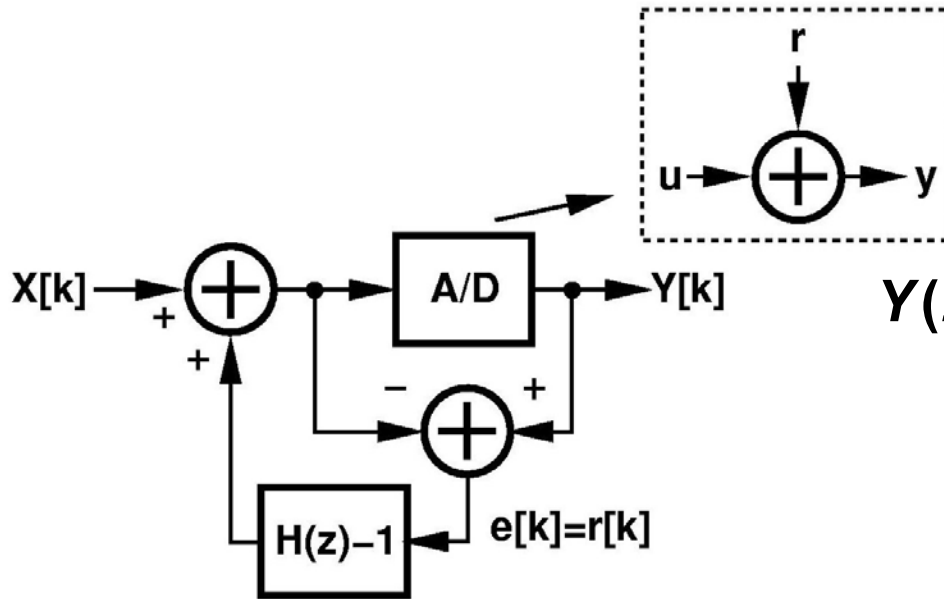 r
u
y
X[k]
+
+
A/D
Y[k]
−
+
H(z)−1
e[k]=r[k]
Y(